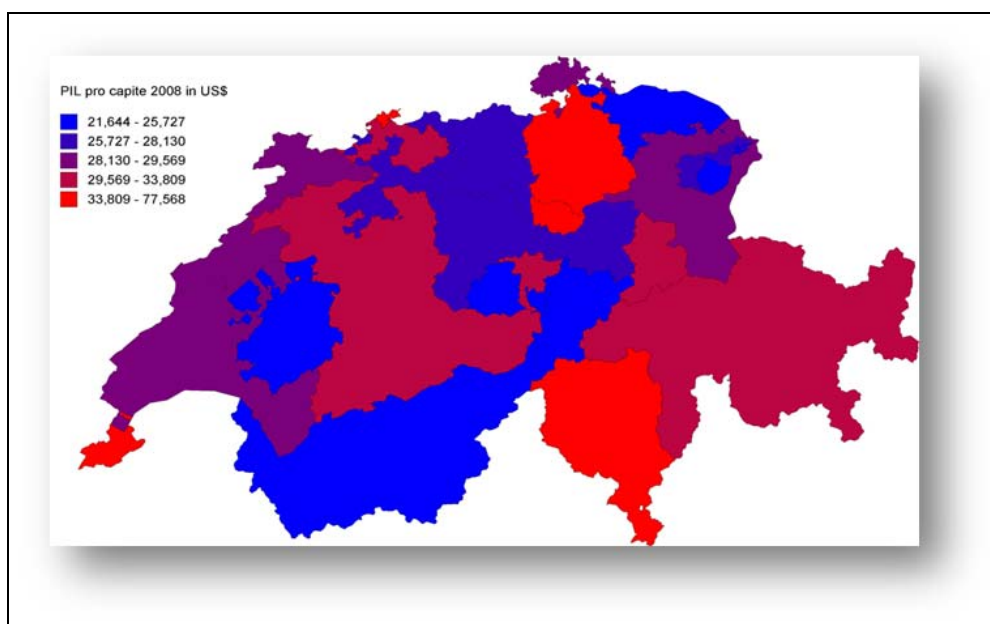 PIL pro capite 2008 in US$
21,644 - 25,727
25,727 - 28,130
28,130 - 29,569
29,569 - 33,809
33,809 - 77,568